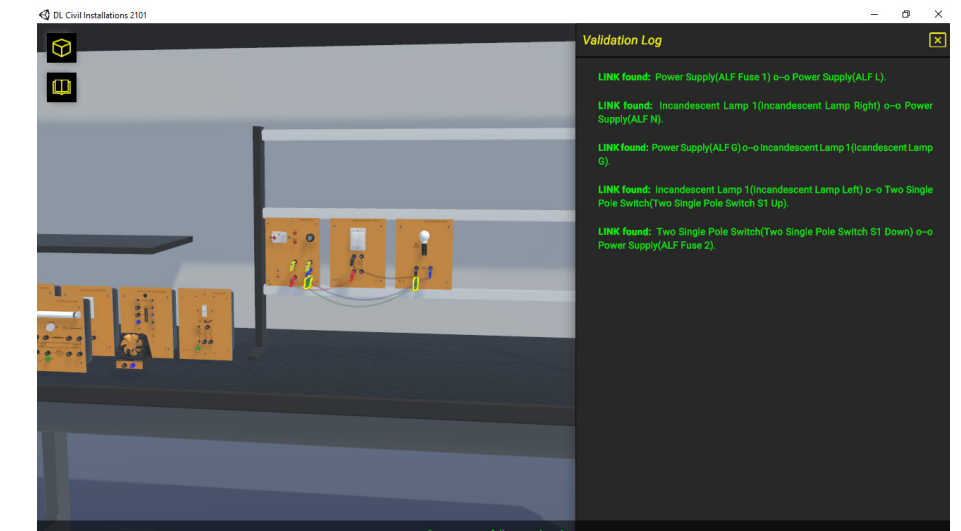 DL Civil Installations 2101
Validation Log
LINK found: Power Supply(ALF Fuse 1) o--o Power Supply(ALF L).
LINK found: Incandescent Lamp 1(Incandescent Lamp Right) o--o Power
Supply(ALF N).
LINK found: Power Supply(ALF G) o--o Incandescent Lamp 1(Icandescent Lamp
G).
LINK found: Incandescent Lamp 1(Incandescent Lamp Left) o--o Two Single
Pole Switch(Two Single Pole Switch S1 Up).
LINK found: Two Single Pole Switch(Two Single Pole Switch S1 Down) o--o
Power Supply(ALF Fuse 2).